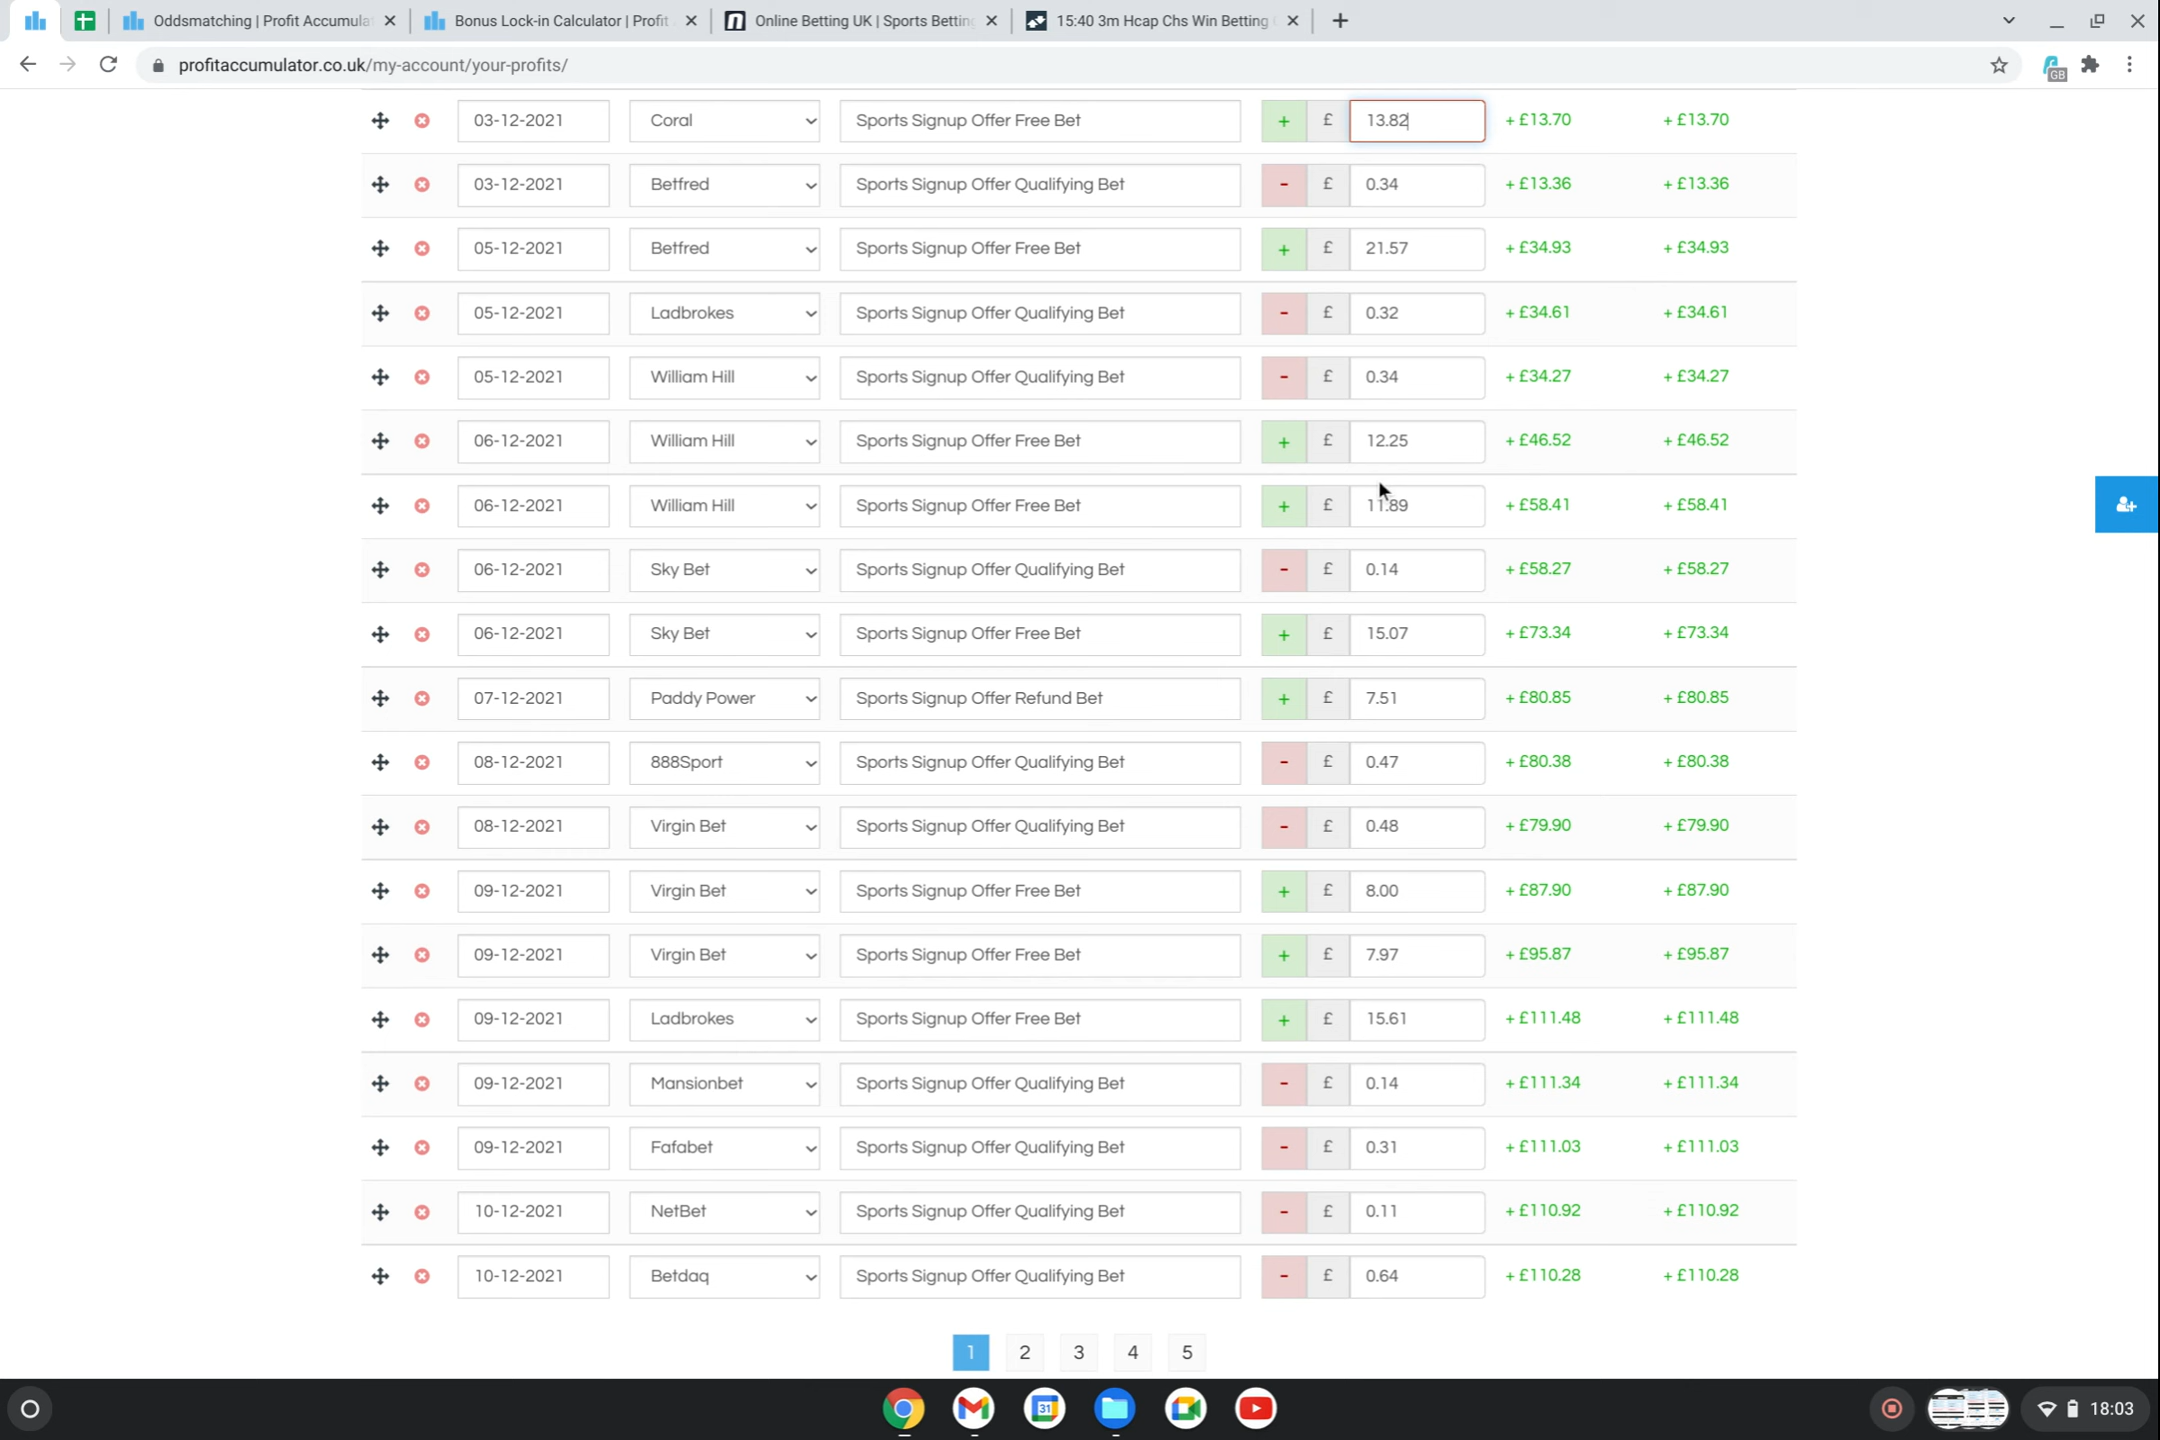 Oddsmatching | Profit Accumula
Bonus Lock-in Calculator | Profit
Online Betting UK | Sports Betting
15:40 3m Hcap Chs Win Betting
profitaccumulator.co.uk/my-account/your-profits/
GB
03-12-2021 Coral Sports Signup Offer Free Bet + £ 13.82 + £13.70 + £13.70
03-12-2021 Betfred Sports Signup Offer Qualifying Bet - £ 0.34 + £13.36 + £13.36
05-12-2021 Betfred Sports Signup Offer Free Bet + £ 21.57 + £34.93 + £34.93
05-12-2021 Ladbrokes Sports Signup Offer Qualifying Bet - £ 0.32 + £34.61 + £34.61
05-12-2021 William Hill Sports Signup Offer Qualifying Bet - £ 0.34 + £34.27 + £34.27
06-12-2021 William Hill Sports Signup Offer Free Bet + £ 12.25 + £46.52 + £46.52
06-12-2021 William Hill Sports Signup Offer Free Bet + £ 11.89 + £58.41 + £58.41
06-12-2021 Sky Bet Sports Signup Offer Qualifying Bet - £ 0.14 + £58.27 + £58.27
06-12-2021 Sky Bet Sports Signup Offer Free Bet + £ 15.07 + £73.34 + £73.34
07-12-2021 Paddy Power Sports Signup Offer Refund Bet + £ 7.51 + £80.85 + £80.85
08-12-2021 888Sport Sports Signup Offer Qualifying Bet - £ 0.47 + £80.38 + £80.38
08-12-2021 Virgin Bet Sports Signup Offer Qualifying Bet - £ 0.48 + £79.90 + £79.90
09-12-2021 Virgin Bet Sports Signup Offer Free Bet + £ 8.00 + £87.90 + £87.90
09-12-2021 Virgin Bet Sports Signup Offer Free Bet + £ 7.97 + £95.87 + £95.87
09-12-2021 Ladbrokes Sports Signup Offer Free Bet + £ 15.61 + £111.48 + £111.48
09-12-2021 Mansionbet Sports Signup Offer Qualifying Bet - £ 0.14 + £111.34 + £111.34
09-12-2021 Fafabet Sports Signup Offer Qualifying Bet - £ 0.31 + £111.03 + £111.03
10-12-2021 NetBet Sports Signup Offer Qualifying Bet - £ 0.11 + £110.92 + £110.92
10-12-2021 Betdaq Sports Signup Offer Qualifying Bet - £ 0.64 + £110.28 + £110.28
1 2 3 4 5
31
18:03